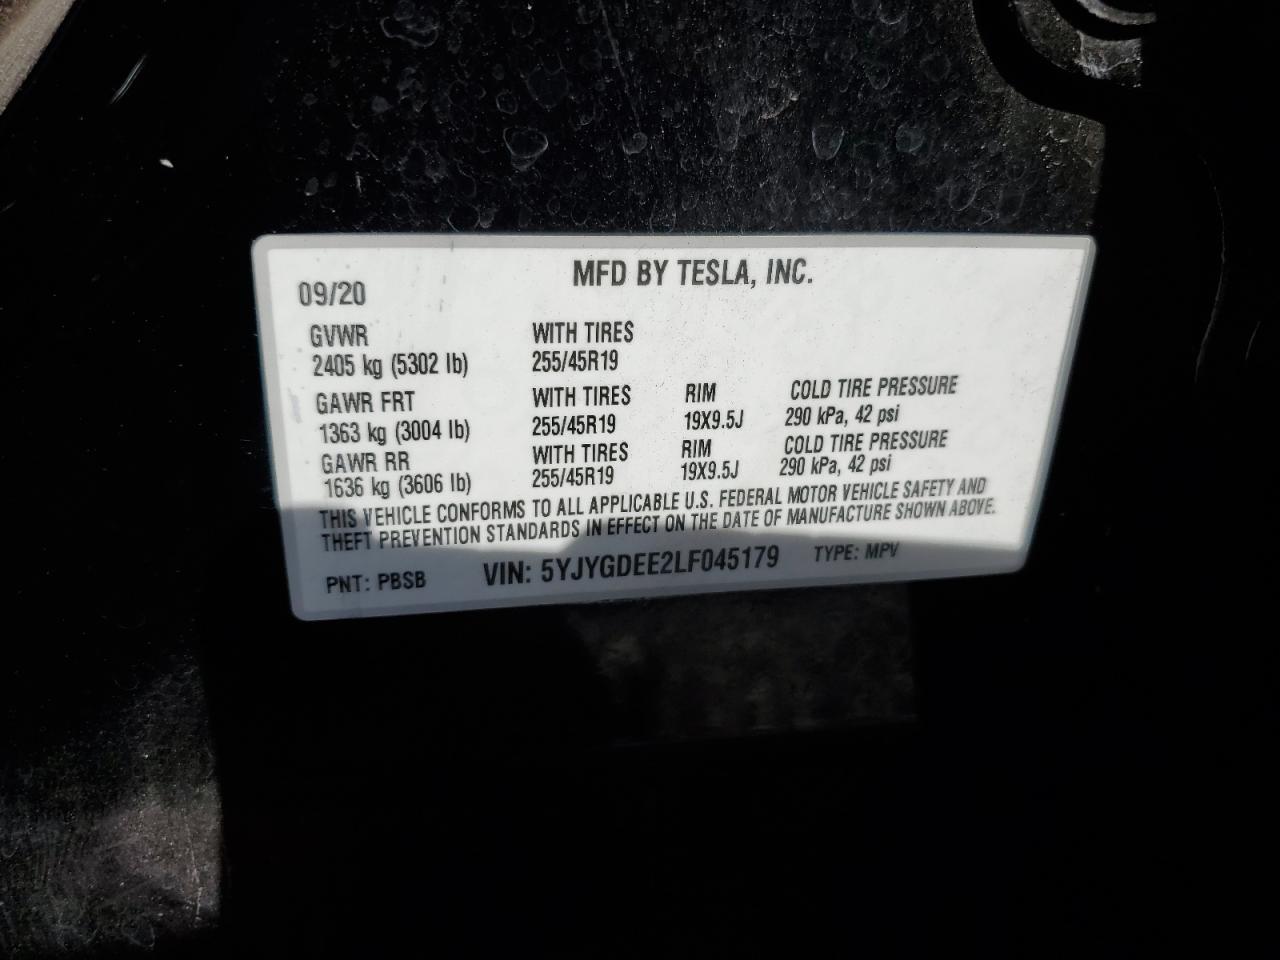 MFD BY TESLA, INC.
09/20
GVWR WITH TIRES
2405 kg (5302 lb) 255/45R19
GAWR FRT WITH TIRES RIM COLD TIRE PRESSURE
1363 kg (3004 lb) 255/45R19 19X9.5J 290 kPa, 42 psi
GAWR RR WITH TIRES RIM COLD TIRE PRESSURE
1636 kg (3606 lb) 255/45R19 19X9.5J 290 kPa, 42 psi
THIS VEHICLE CONFORMS TO ALL APPLICABLE U.S. FEDERAL MOTOR VEHICLE SAFETY AND
THEFT PREVENTION STANDARDS IN EFFECT ON THE DATE OF MANUFACTURE SHOWN ABOVE.
PNT: PBSB VIN: 5YJYGDEE2LF045179 TYPE: MPV